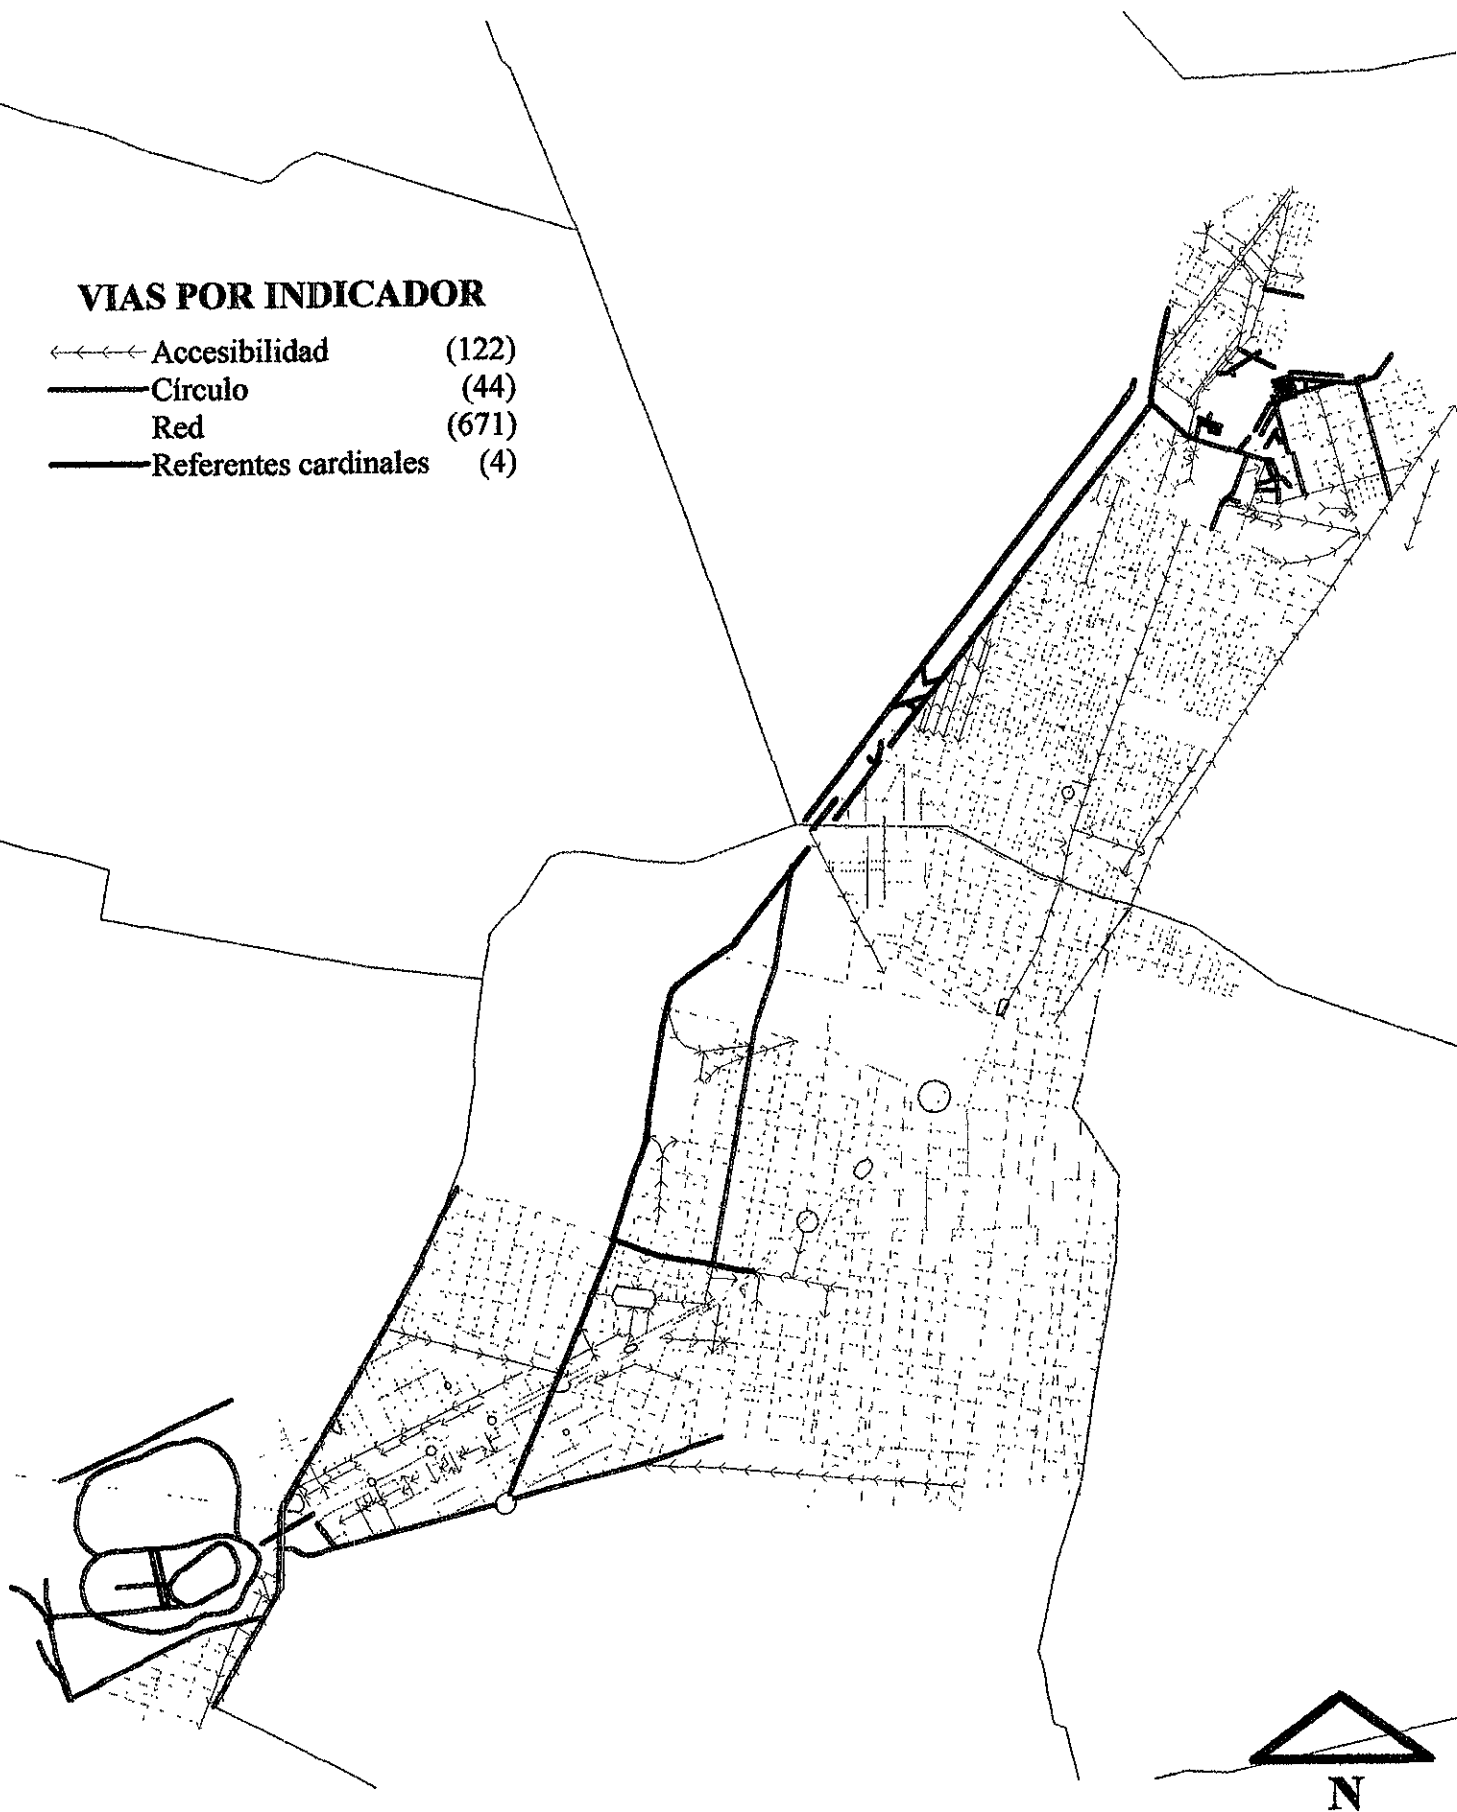 VIAS POR INDICADOR
Accesibilidad (122)
Círculo (44)
Red (671)
Referentes cardinales (4)
N